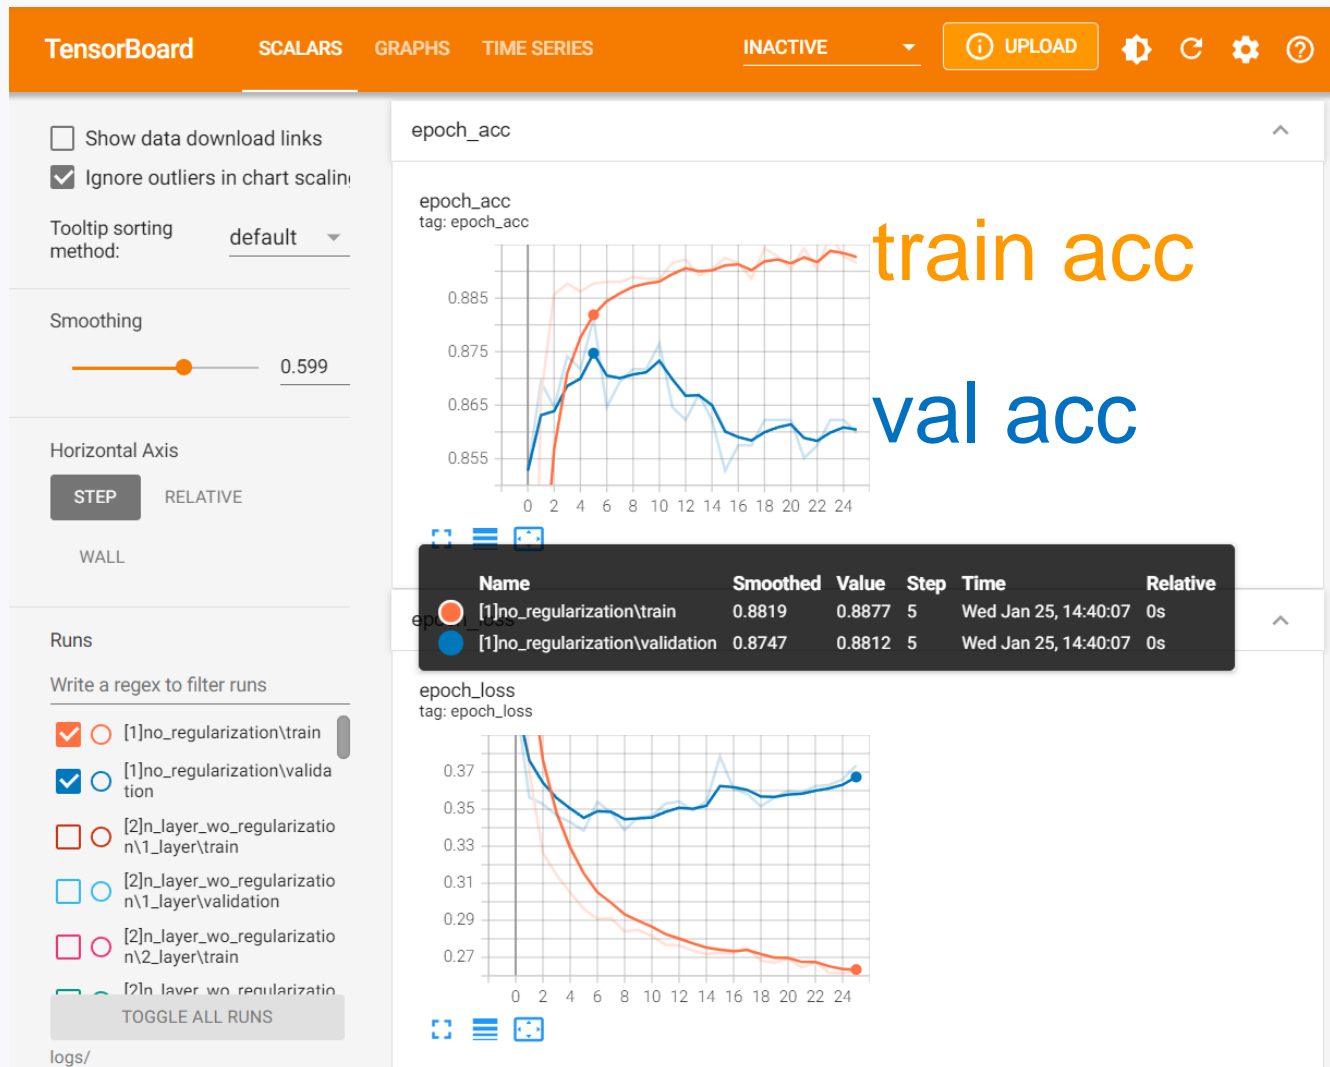 TensorBoard SCALARS GRAPHS TIME SERIES INACTIVE UPLOAD
Show data download links
Ignore outliers in chart scaling
Tooltip sorting
method:
default
Smoothing
0.599
Horizontal Axis
STEP RELATIVE
WALL
Runs
Write a regex to filter runs
[1]no_regularization\train
[1]no_regularization\valida
tion
[2]n_layer_wo_regularizatio
n\1_layer\train
[2]n_layer_wo_regularizatio
n\1_layer\validation
[2]n_layer_wo_regularizatio
n\2_layer\train
[2]n_layer_wo_regularizatio
TOGGLE ALL RUNS
logs/
epoch_acc
epoch_acc
tag: epoch_acc
train acc
val acc
0.885
0.875
0.865
0.855
0 2 4 6 8 10 12 14 16 18 20 22 24
Name Smoothed Value Step Time Relative
[1]no_regularization\train 0.8819 0.8877 5 Wed Jan 25, 14:40:07 0s
[1]no_regularization\validation 0.8747 0.8812 5 Wed Jan 25, 14:40:07 0s
epoch_loss
epoch_loss
tag: epoch_loss
0.37
0.35
0.33
0.31
0.29
0.27
0 2 4 6 8 10 12 14 16 18 20 22 24